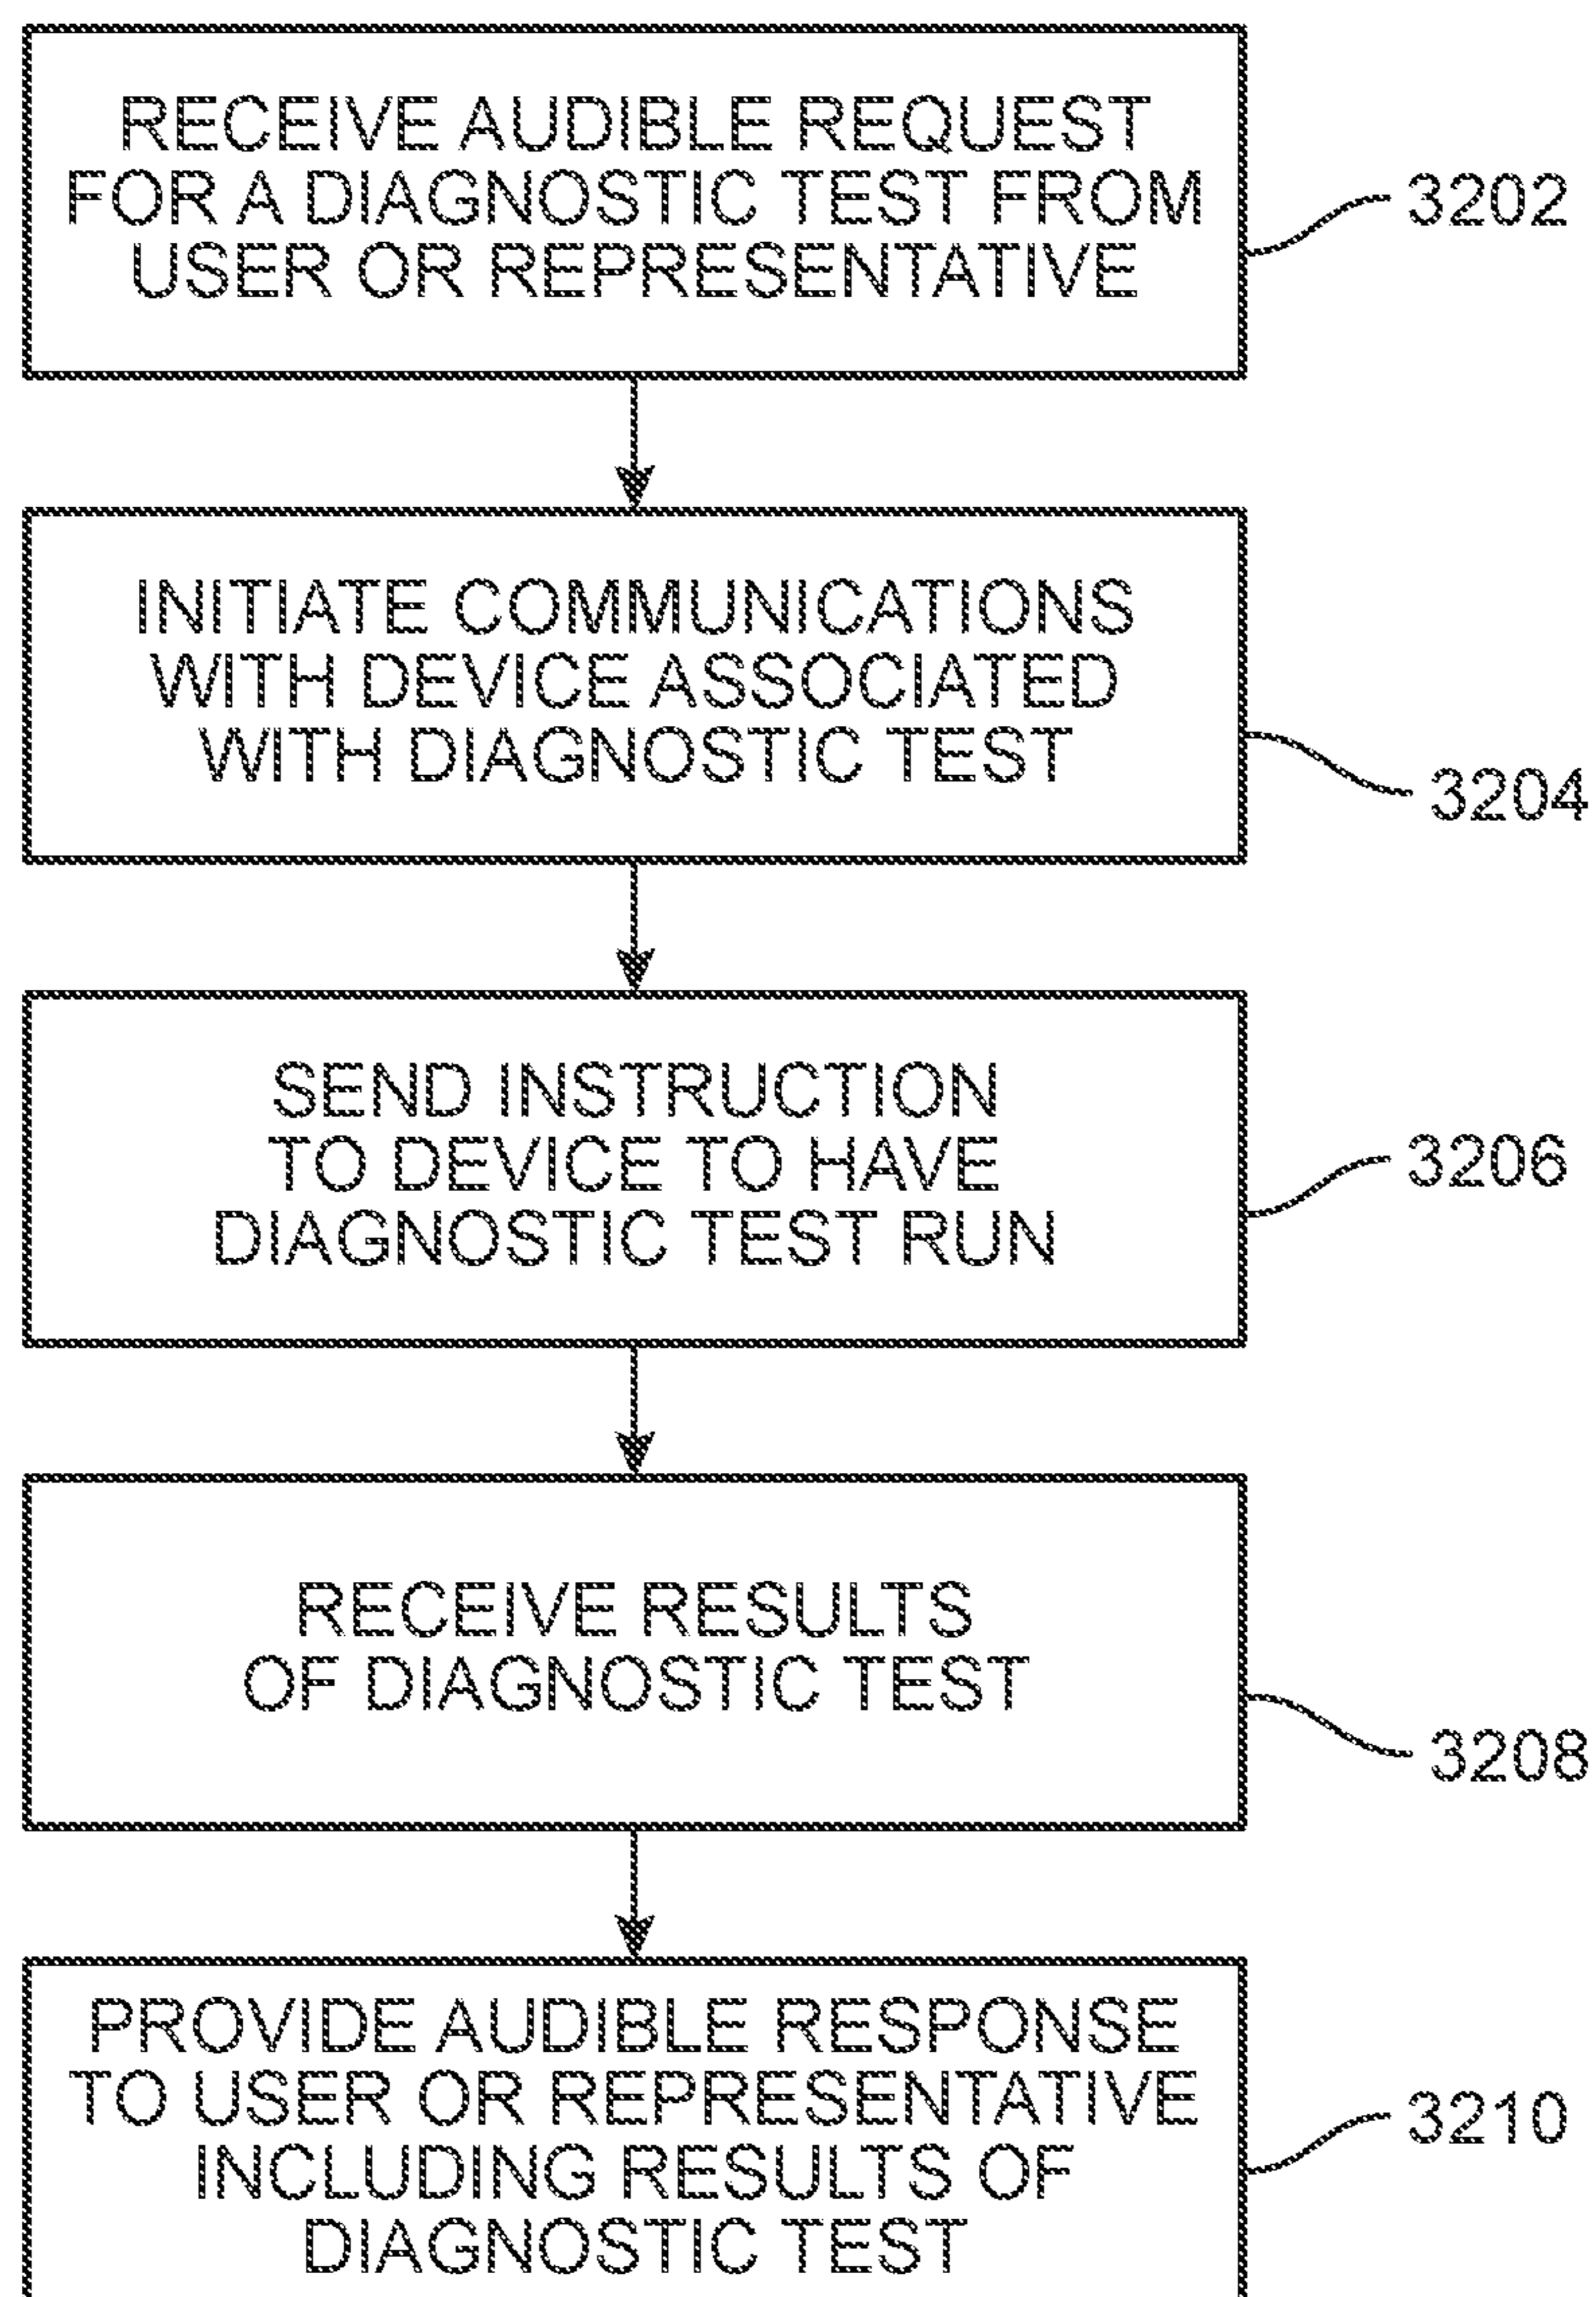 RECEIVE AUDIBLE REQUEST
FOR A DIAGNOSTIC TEST FROM
USER OR REPRESENTATIVE
3202
INITIATE COMMUNICATIONS
WITH DEVICE ASSOCIATED
WITH DIAGNOSTIC TEST
3204
SEND INSTRUCTION
TO DEVICE TO HAVE
DIAGNOSTIC TEST RUN
3206
RECEIVE RESULTS
OF DIAGNOSTIC TEST
3208
PROVIDE AUDIBLE RESPONSE
TO USER OR REPRESENTATIVE
INCLUDING RESULTS OF
DIAGNOSTIC TEST
3210